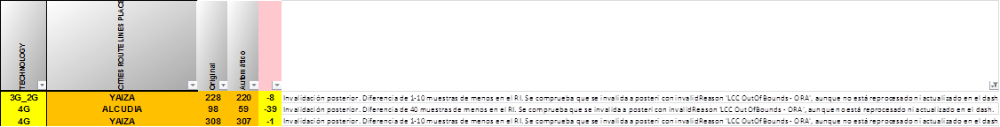 TECHNOLOGY CITIES ROUTE LINES PLACE Original Automático
3G_2G YAIZA 228 220 -8 Invalidación posterior. Diferencia de 1-10 muestras de menos en el RI. Se comprueba que se invalida a posteri con invalidReason 'LCC OutOfBounds - ORA', aunque no está reprocesado ni actualizado en el dash
4G ALCUDIA 98 59 -39 Invalidación posterior. Diferencia de 40 muestras de menos en el RI. Se comprueba que se invalida a posteri con invalidReason 'LCC OutOfBounds - ORA', aunque no está reprocesado ni actualizado en el dash.
4G YAIZA 308 307 -1 Invalidación posterior. Diferencia de 1-10 muestras de menos en el RI. Se comprueba que se invalida a posteri con invalidReason 'LCC OutOfBounds - ORA', aunque no está reprocesado ni actualizado en el dash